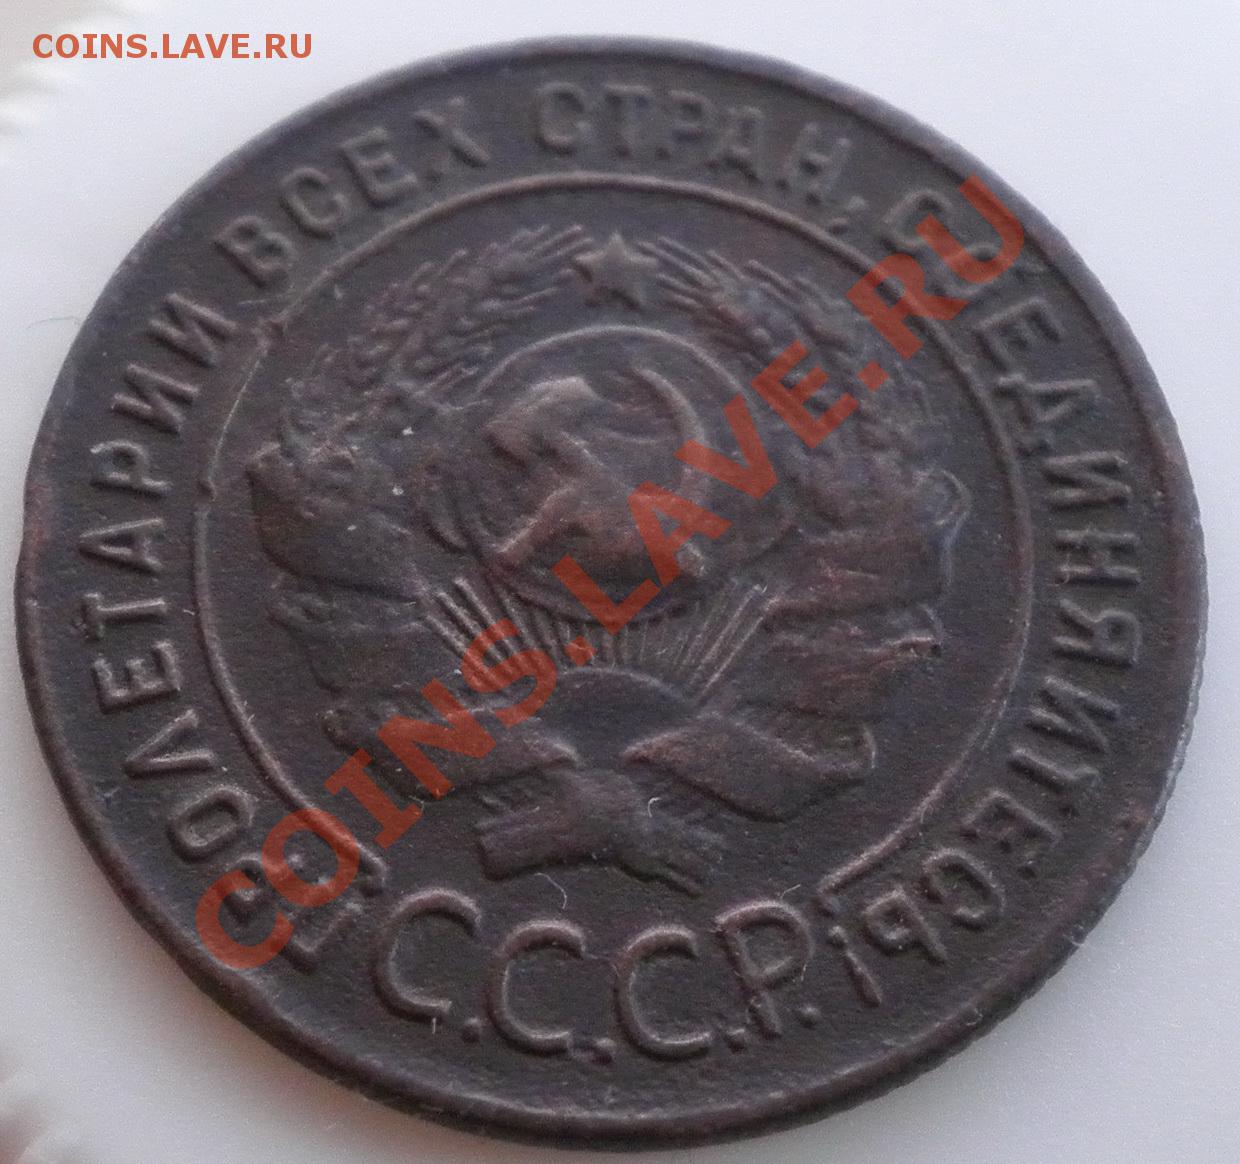 COINS.LAVE.RU
ПРОЛЕТАРИИ ВСЕХ СТРАН, СОЕДИНЯЙТЕСЬ!
С.С.С.Р.
COINS.LAVE.RU